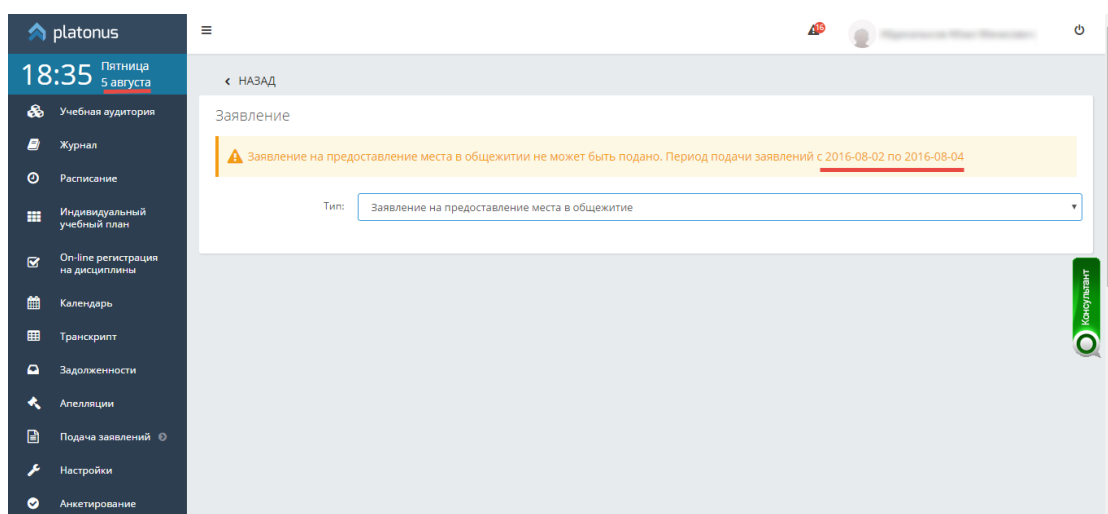 platonus
16
18:35 Пятница
5 августа
НАЗАД
Учебная аудитория
Журнал
Расписание
Индивидуальный
учебный план
On-line регистрация
на дисциплины
Календарь
Транскрипт
Задолженности
Апелляции
Подача заявлений
Настройки
Анкетирование
Заявление
Заявление на предоставление места в общежитии не может быть подано. Период подачи заявлений с 2016-08-02 по 2016-08-04
Тип: Заявление на предоставление места в общежитие
Консультант